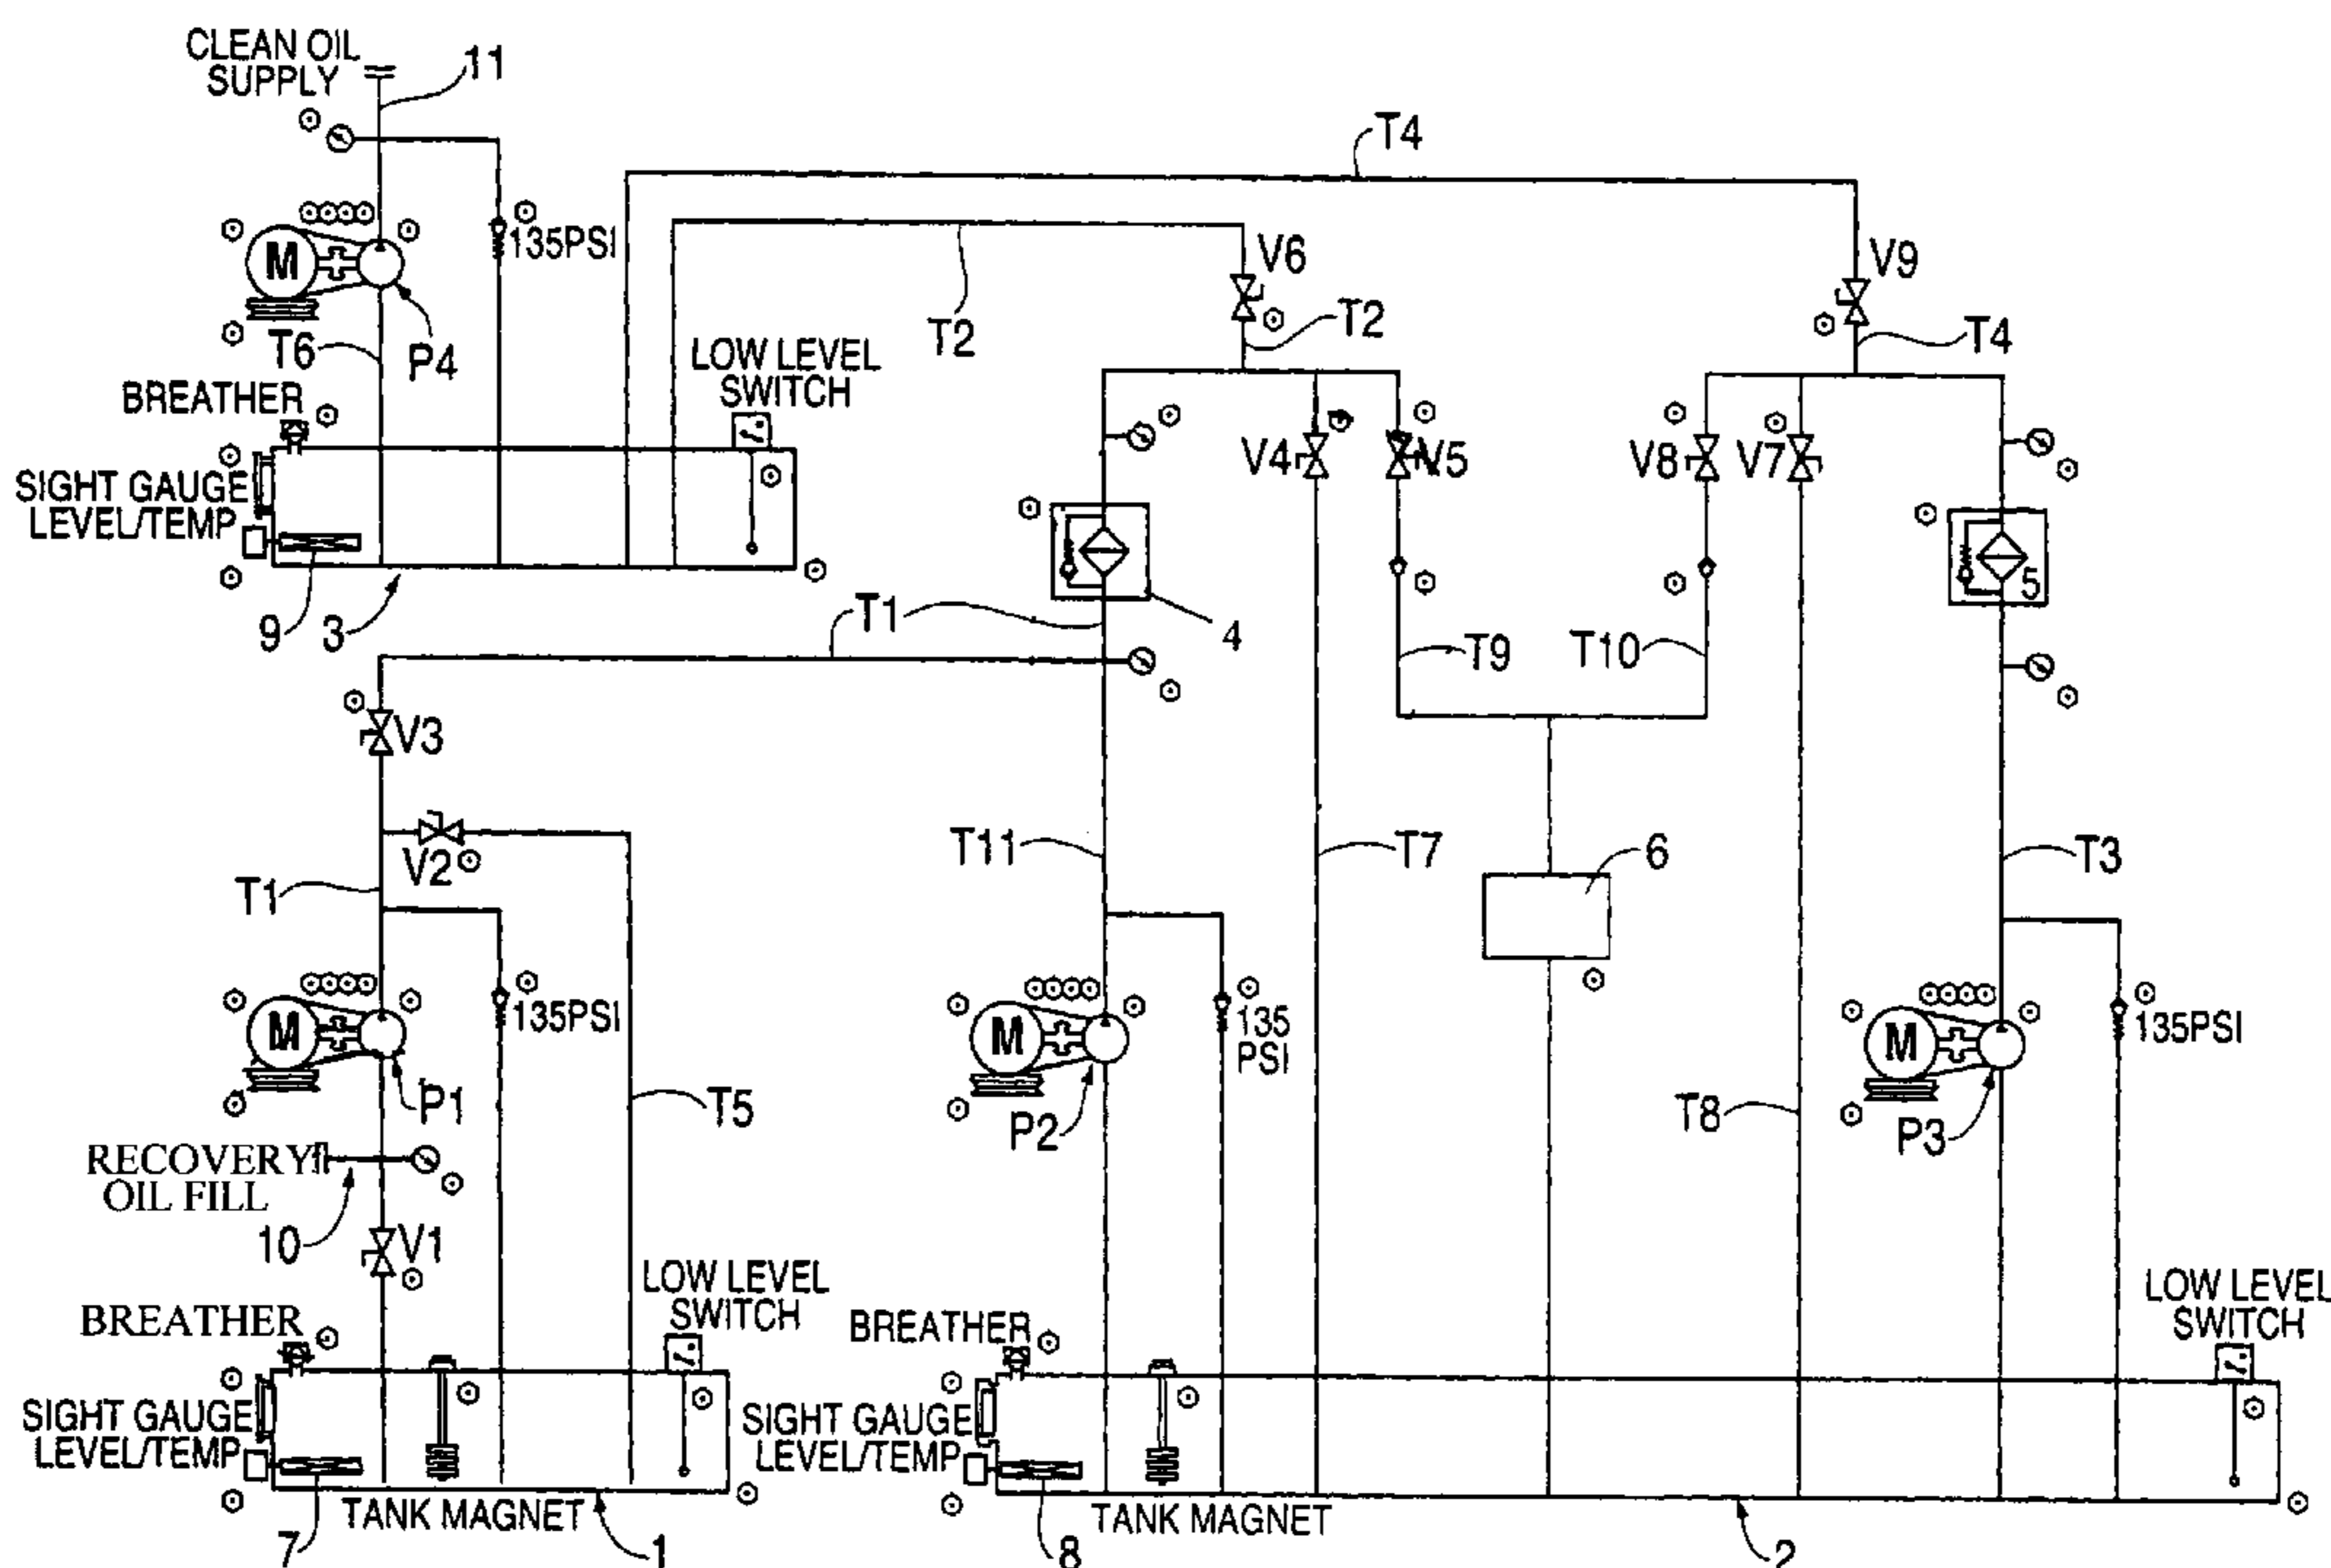 CLEAN OIL
SUPPLY
11
T4
135PSI
M
V6
V9
T2
T2
T4
T6
P4
LOW LEVEL
SWITCH
BREATHER
V4
V5
V8
V7
SIGHT GAUGE
LEVEL/TEMP
5
9
3
T1
4
T9
T10
V3
V2
T11
T7
6
T3
T1
135PSI
M
M
135
PSI
M
135PSI
P1
T5
P2
T8
P3
RECOVERY
OIL FILL
10
V1
LOW LEVEL
SWITCH
LOW LEVEL
SWITCH
BREATHER
BREATHER
SIGHT GAUGE
LEVEL/TEMP
SIGHT GAUGE
LEVEL/TEMP
TANK MAGNET
TANK MAGNET
7
1
8
2